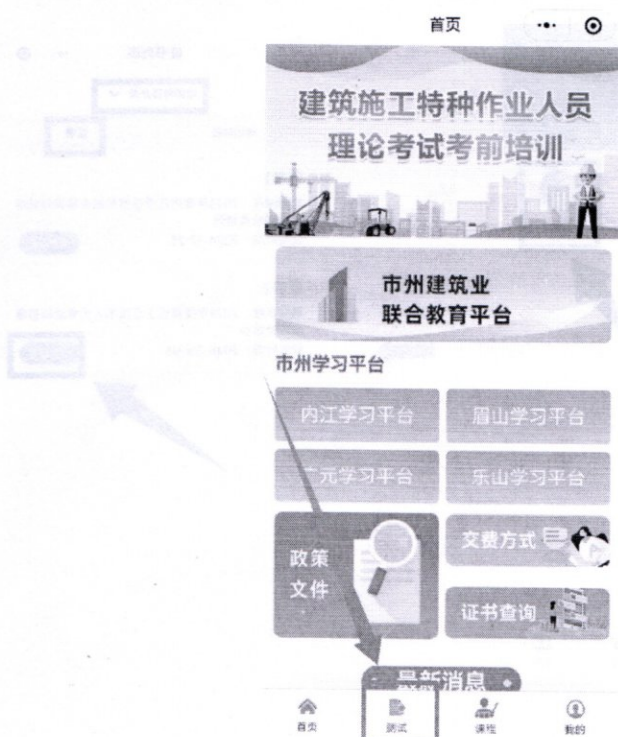 首页
建筑施工特种作业人员
理论考试考前培训
市州建筑业
联合教育平台
市州学习平台
内江学习平台
眉山学习平台
元学习平台
乐山学习平台
政策
文件
交费方式
证书查询
最新消息
首页
测试
课程
我的